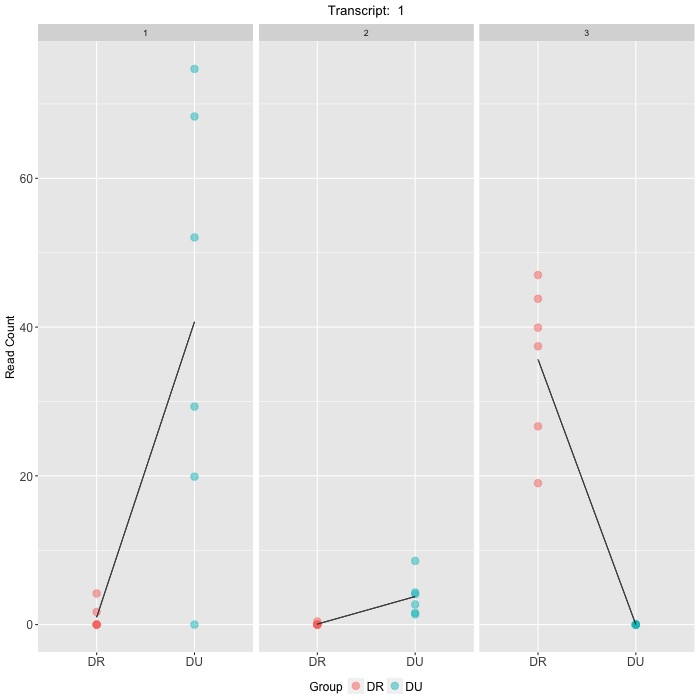 Transcript:  1
1 2 3
Read Count
60
40
20
0
DR DU DR DU DR DU
Group DR DU